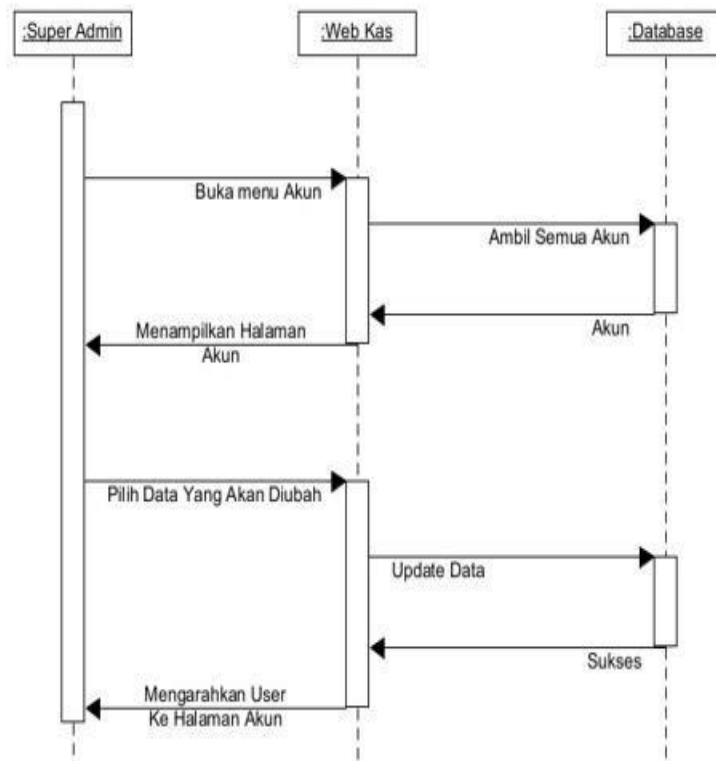 :Super Admin
:Web Kas
:Database
Buka menu Akun
Ambil Semua Akun
Akun
Menampilkan Halaman
Akun
Pilih Data Yang Akan Diubah
Update Data
Sukses
Mengarahkan User
Ke Halaman Akun